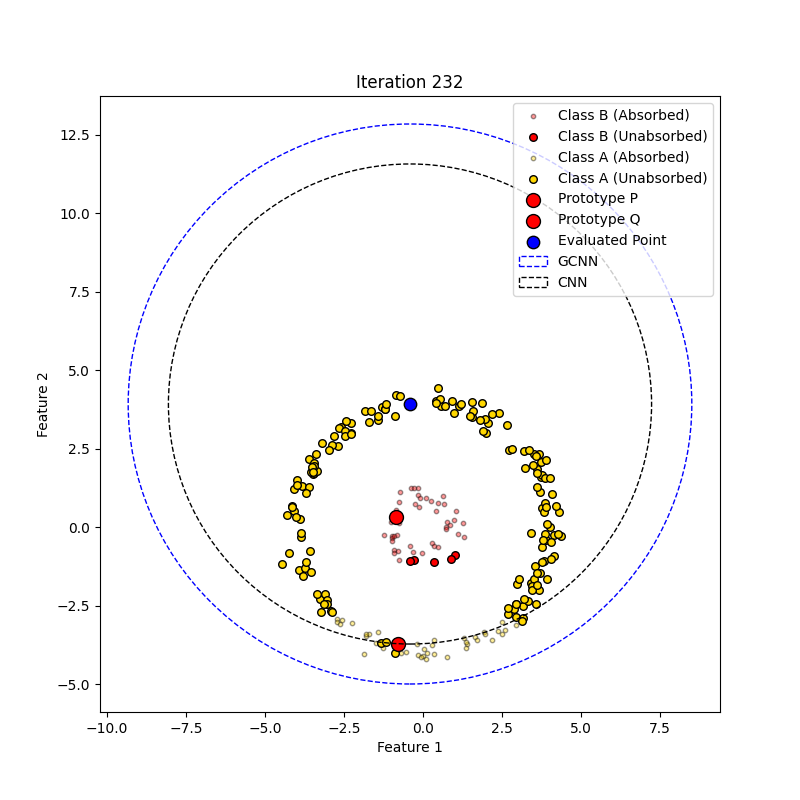 Iteration 232
Class B (Absorbed)
Class B (Unabsorbed)
Class A (Absorbed)
Class A (Unabsorbed)
Prototype P
Prototype Q
Evaluated Point
GCNN
CNN
12.5
10.0
7.5
5.0
2.5
0.0
−2.5
−5.0
Feature 2
−10.0 −7.5 −5.0 −2.5 0.0 2.5 5.0 7.5
Feature 1